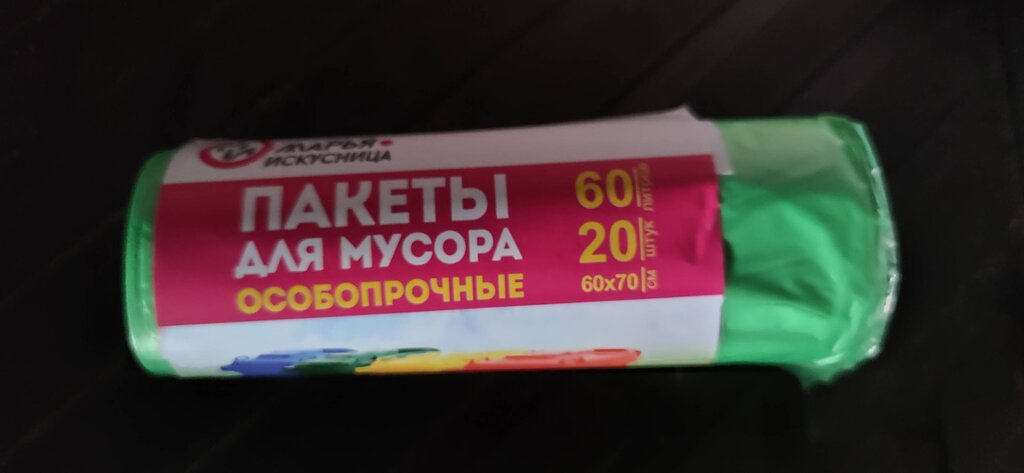 МАРЬЯ
ИСКУСНИЦА
ПАКЕТЫ
ДЛЯ МУСОРА
ОСОБОПРОЧНЫЕ
60 ЛИТРОВ
20 ШТУК
60х70 СМ